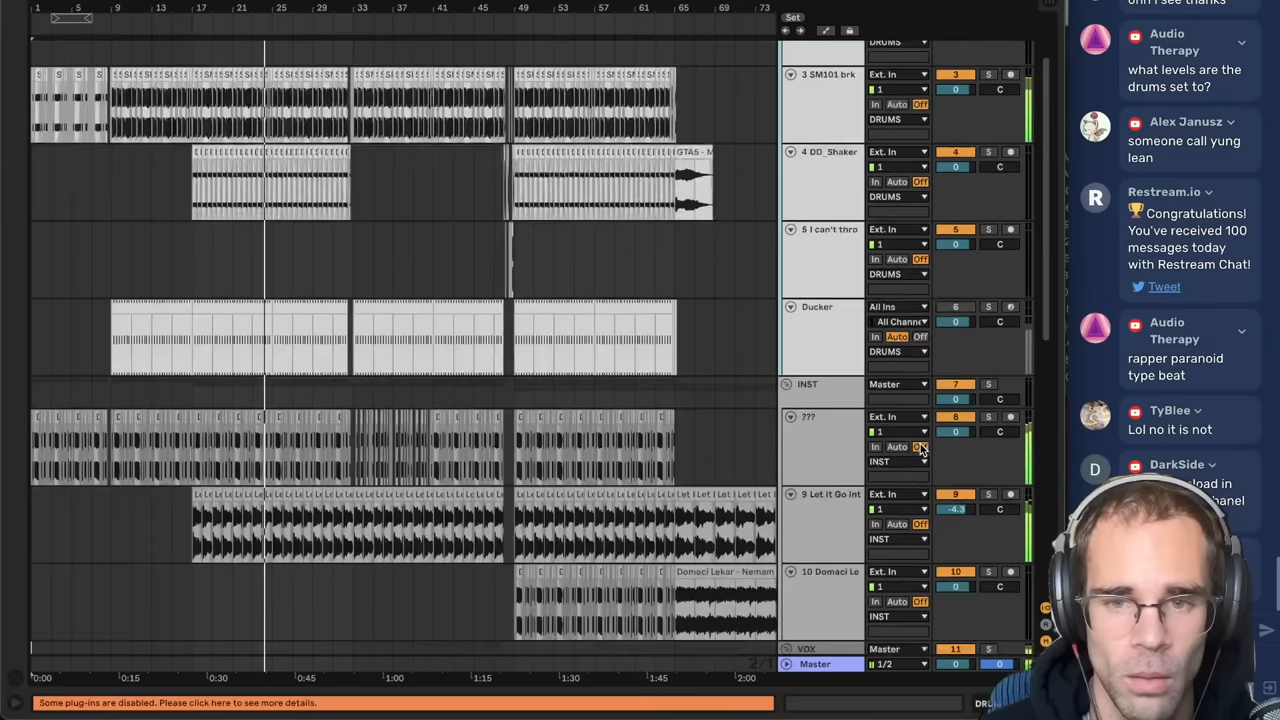 1 5 9 17 21 25 29 33 37 41 45 49 53 57 61 65 69 73
Set
DRUMS
3 SM101 brk Ext. In 3 S
1 0 C
In Auto Off
DRUMS
4 DD_Shaker Ext. In 4 S
GTAS - M
1 0 C
In Auto Off
DRUMS
5 I can't thro Ext. In 5 S
1 0 C
In Auto Off
DRUMS
Ducker All Ins 6 S
All Channe 0 C
In Auto Off
DRUMS
INST Master 7 S
0 C
??? Ext. In 8 S
1 0 C
In Auto
INST
9 Let it Go Int Ext. In 9 S
1 -4.3 C
In Auto Off
INST
10 Domaci Le Ext. In 10 S
Domaci Lekar - Nemam
1 0 C
In Auto Off
INST
VOX Master 11 S
2/1
Master 1/2 0 0
0:00 0:15 0:30 0:45 1:00 1:15 1:30 1:45 2:00
Some plug-ins are disabled. Please click here to see more details.
DRU
ohh I see thanks
Audio
Therapy
what levels are the
drums set to?
Alex Janusz
someone call yung
lean
Restream.io
Congratulations!
You've received 100
messages today
with Restream Chat!
Tweet
Audio
Therapy
rapper paranoid
type beat
TyBlee
Lol no it is not
DarkSide